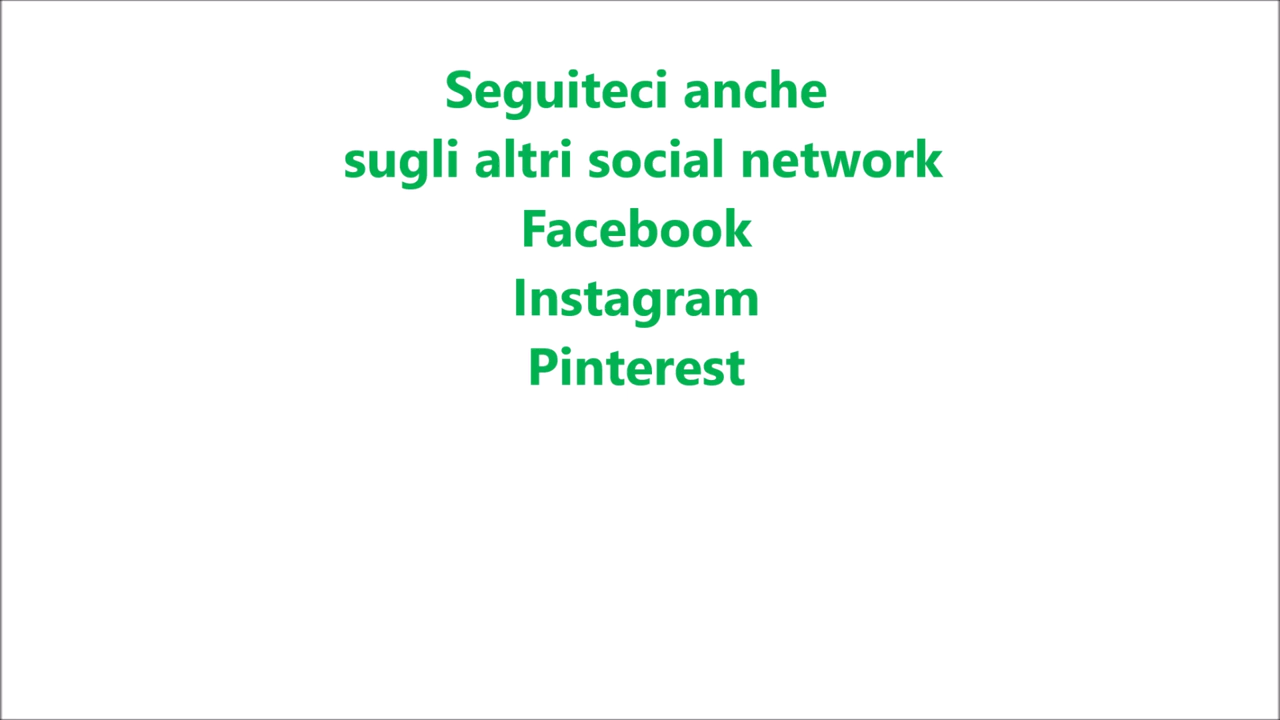 Seguiteci anche
sugli altri social network
Facebook
Instagram
Pinterest